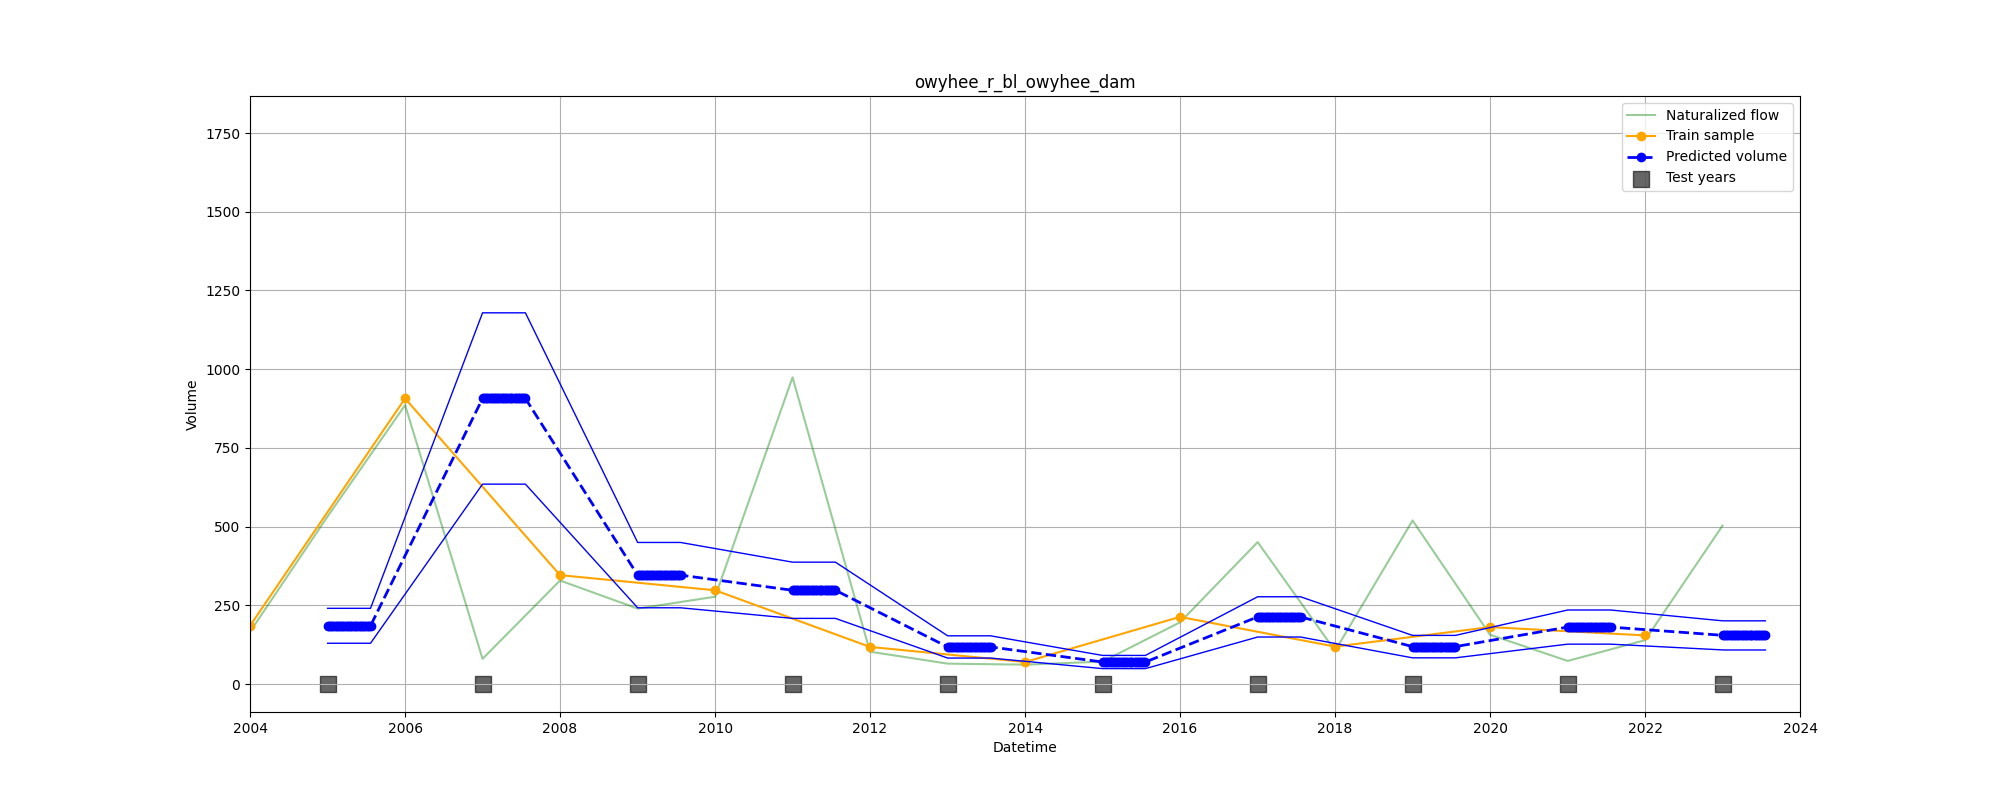 owyhee_r_bl_owyhee_dam
Naturalized flow
Train sample
Predicted volume
Test years
1750
1500
1250
1000
750
500
250
0
Volume
2004 2006 2008 2010 2012 2014 2016 2018 2020 2022 2024
Datetime